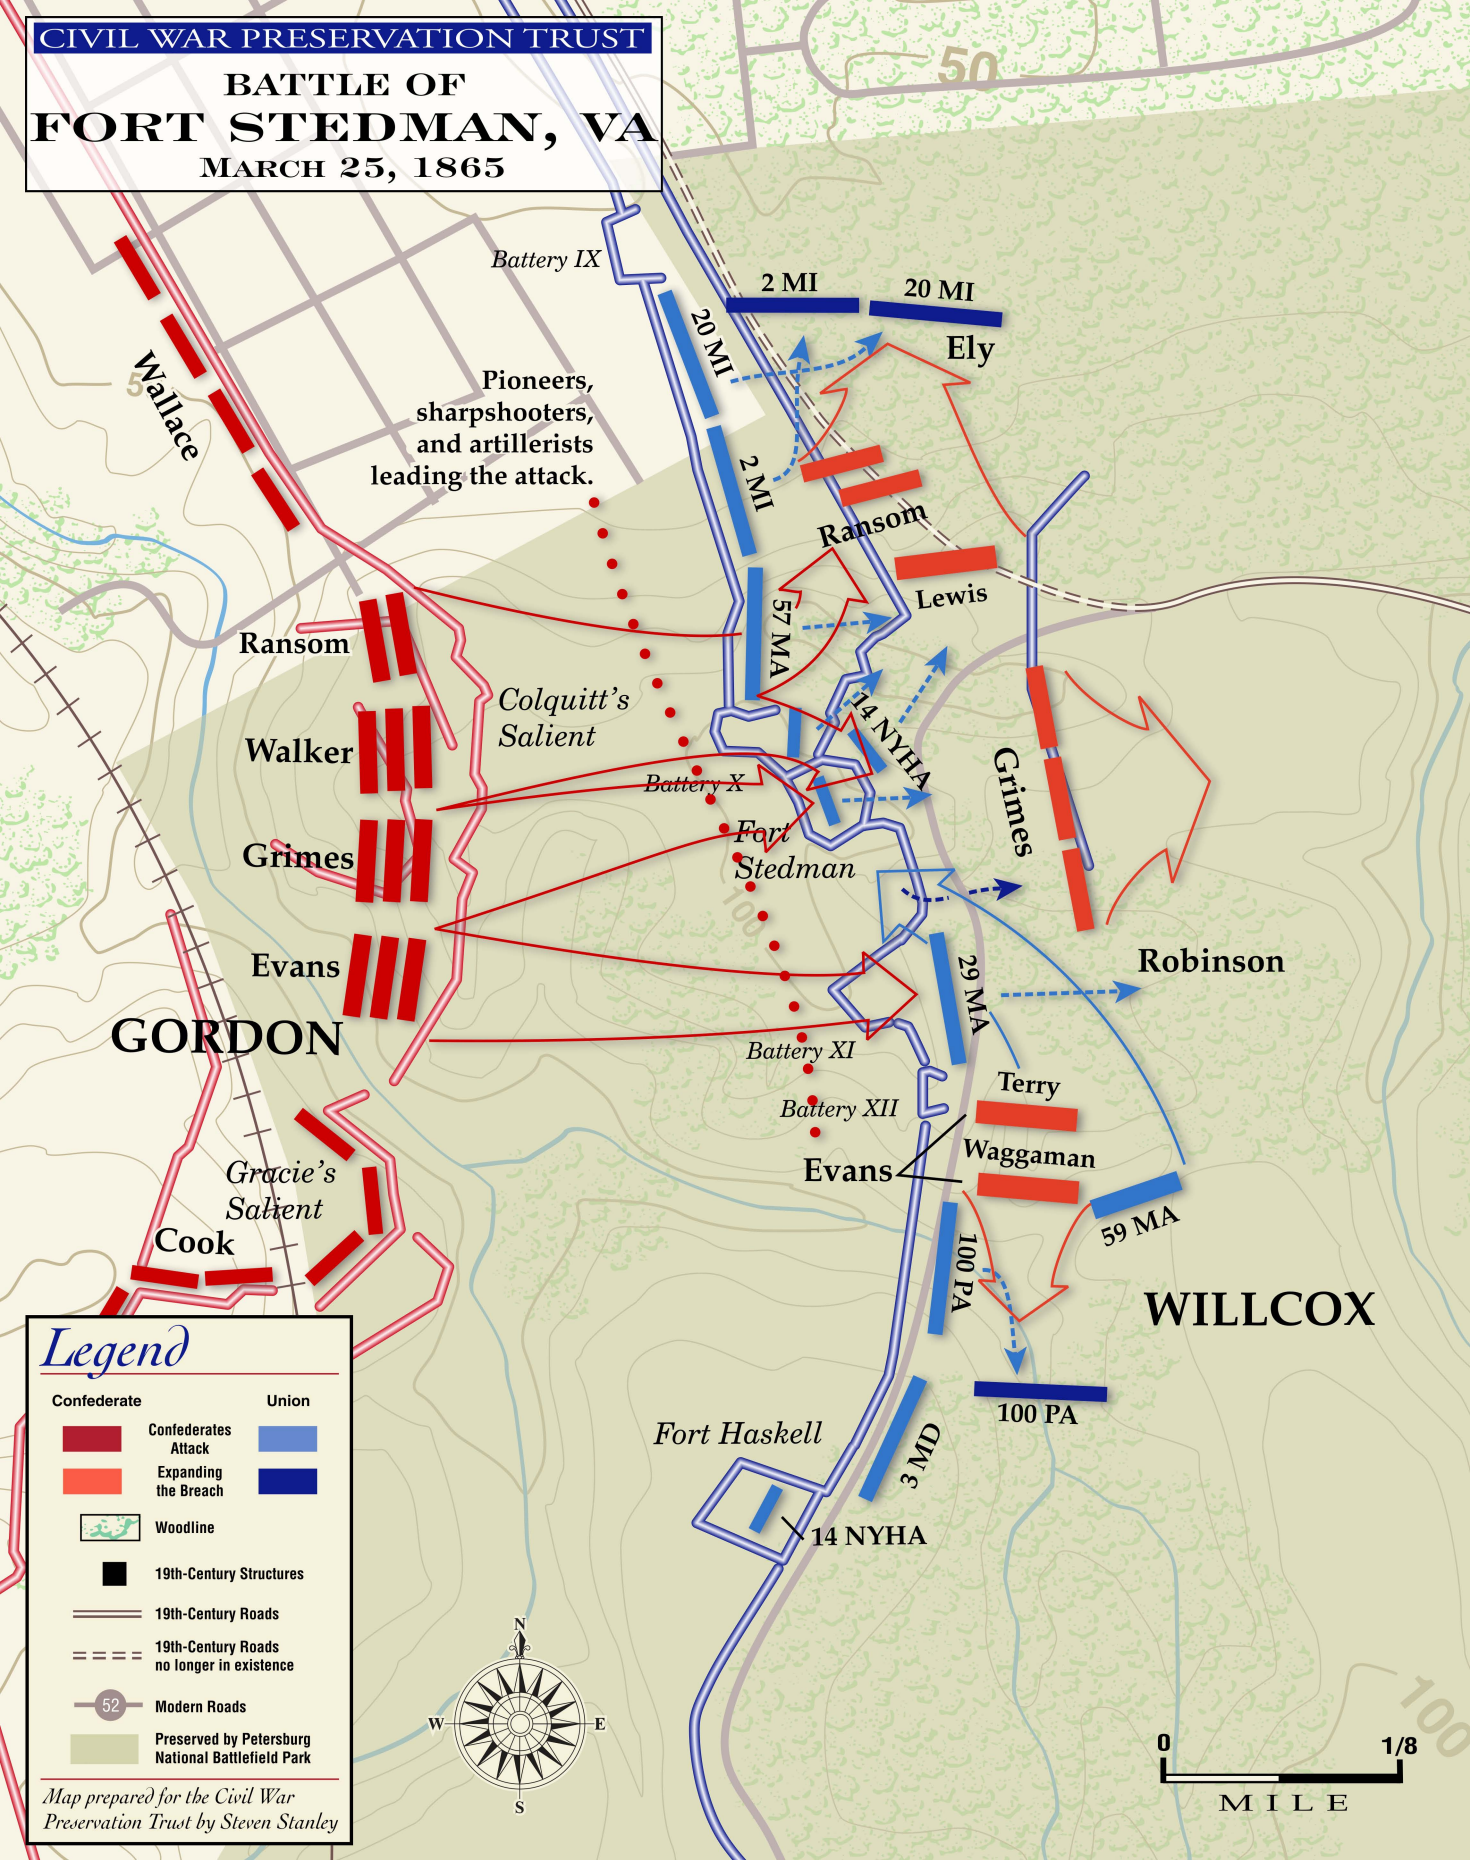 CIVIL WAR PRESERVATION TRUST
BATTLE OF
FORT STEDMAN, VA
MARCH 25, 1865
50
Battery IX
2 MI
20 MI
Ely
20 MI
Wallace
5
Pioneers,
sharpshooters,
and artillerists
leading the attack.
2 MI
Ransom
Lewis
57 MA
Ransom
Colquitt's
Salient
14 NYHA
Walker
Battery X
Grimes
Fort
Stedman
Grimes
100
Evans
Robinson
29 MA
GORDON
Battery XI
Terry
Battery XII
Waggaman
Evans
Gracie's
Salient
59 MA
Cook
100 PA
WILLCOX
100 PA
Fort Haskell
3 MD
14 NYHA
Legend
Confederate
Union
Confederates
Attack
Expanding
the Breach
Woodline
19th-Century Structures
19th-Century Roads
19th-Century Roads
no longer in existence
52
Modern Roads
Preserved by Petersburg
National Battlefield Park
Map prepared for the Civil War
Preservation Trust by Steven Stanley
N
W
E
S
100
0
1/8
MILE